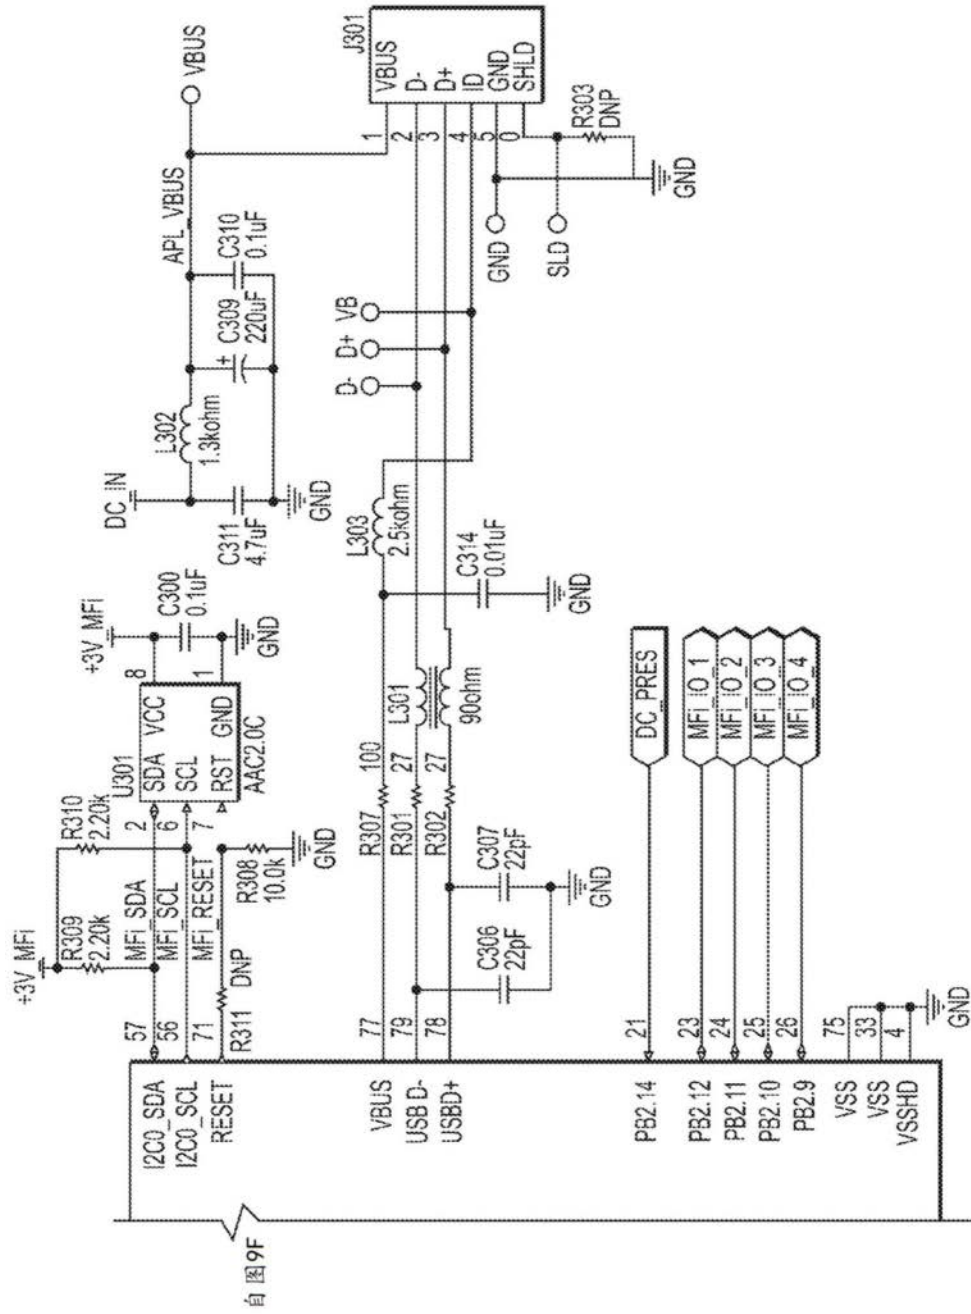 自 图9F
I2C0_SDA
I2C0_SCL
RESET
VBUS
USB D-
USBD+
PB2.14
PB2.12
PB2.11
PB2.10
PB2.9
VSS
VSS
VSSHD
57
56
71
77
79
78
21
23
24
25
26
75
33
4
GND
+3V_MFi
R309
2.20k
R310
2.20k
MFi_SDA
MFi_SCL
MFi_RESET
R311 DNP
R308
10.0k
GND
2
6
7
U301
SDA VCC
SCL
RST GND
AAC2.0C
8
1
+3V_MFi
C300
0.1uF
GND
DC_IN
C311
4.7uF
GND
L302
1.3kohm
C309
220uF
+
C310
0.1uF
APL_VBUS
VBUS
C306
22pF
C307
22pF
GND
R307
100
R301
27
R302
27
L301
90ohm
L303
2.5kohm
C314
0.01uF
GND
D-
D+
VB
GND
SLD
1
2
3
4
5
0
J301
VBUS
D-
D+
ID
GND
SHLD
R303
DNP
GND
DC_PRES
MFi_IO_1
MFi_IO_2
MFi_IO_3
MFi_IO_4